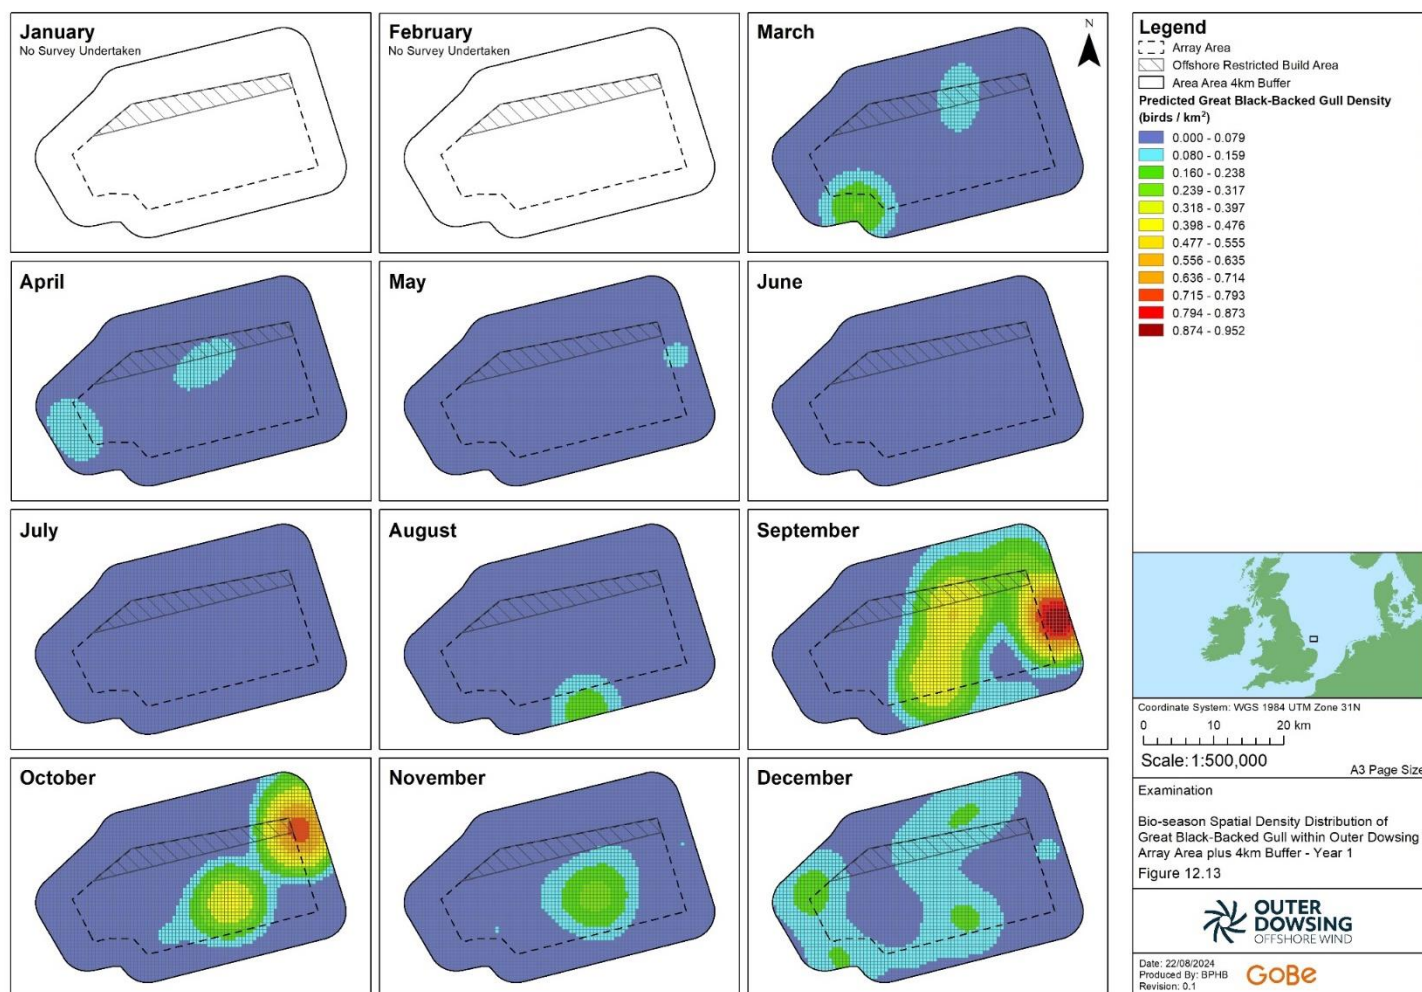 January
No Survey Undertaken
February
No Survey Undertaken
March
N
April
May
June
July
August
September
October
November
December
Legend
Array Area
Offshore Restricted Build Area
Area Area 4km Buffer
Predicted Great Black-Backed Gull Density
(birds / km²)
0.000 - 0.079
0.080 - 0.159
0.160 - 0.238
0.239 - 0.317
0.318 - 0.397
0.398 - 0.476
0.477 - 0.555
0.556 - 0.635
0.636 - 0.714
0.715 - 0.793
0.794 - 0.873
0.874 - 0.952
Coordinate System: WGS 1984 UTM Zone 31N
0 10 20 km
Scale: 1:500,000
A3 Page Size
Examination
Bio-season Spatial Density Distribution of
Great Black-Backed Gull within Outer Dowsing
Array Area plus 4km Buffer - Year 1
Figure 12.13
OUTER
DOWSING
OFFSHORE WIND
Date: 22/08/2024
Produced By: BPHB
Revision: 0.1
GoBe